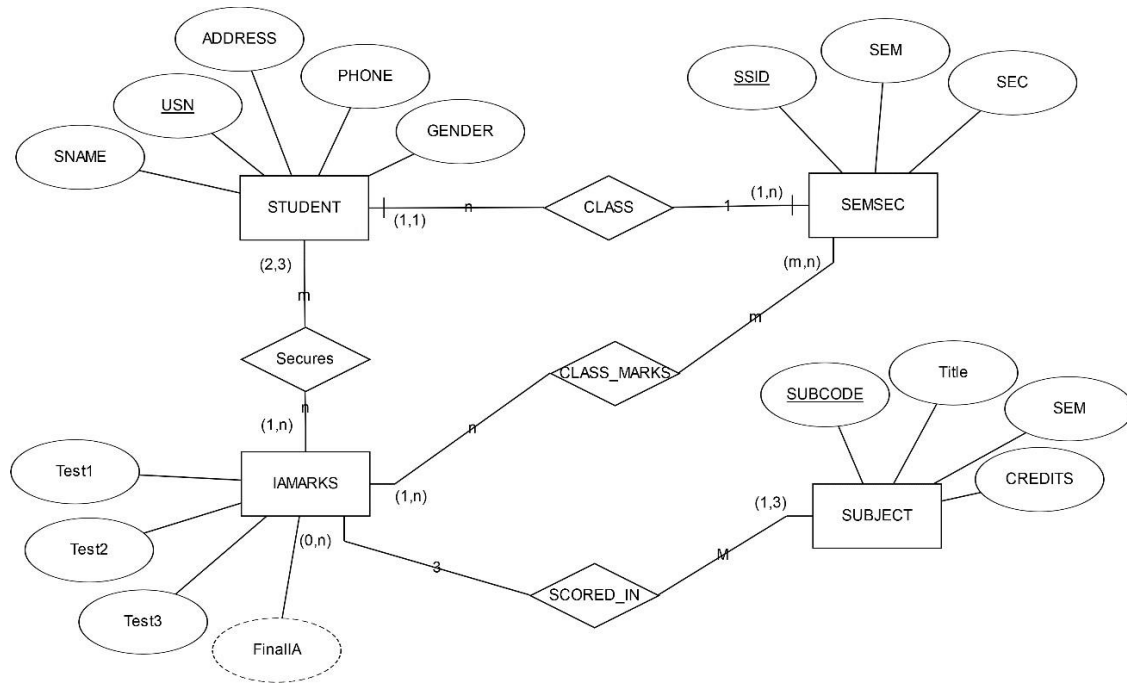 ADDRESS
SEM
PHONE
SSID
SEC
USN
GENDER
SNAME
STUDENT
(1,1)
n
CLASS
1
(1,n)
SEMSEC
(2,3)
(m,n)
m
m
Secures
CLASS_MARKS
n
n
(1,n)
SUBCODE
Title
SEM
CREDITS
Test1
IAMARKS
(1,n)
(1,3)
SUBJECT
Test2
(0,n)
3
M
Test3
SCORED_IN
FinalIA